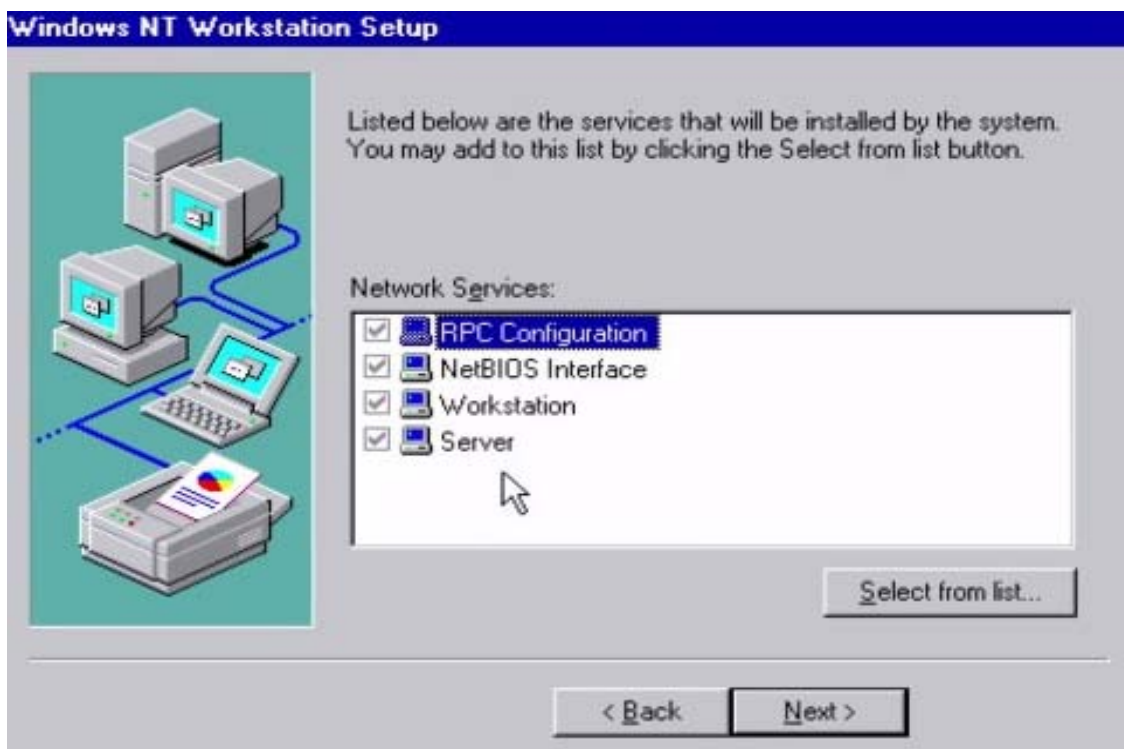 Windows NT Workstation Setup
Listed below are the services that will be installed by the system.
You may add to this list by clicking the Select from list button.
Network Services:
RPC Configuration
NetBIOS Interface
Workstation
Server
Select from list...
< Back Next >